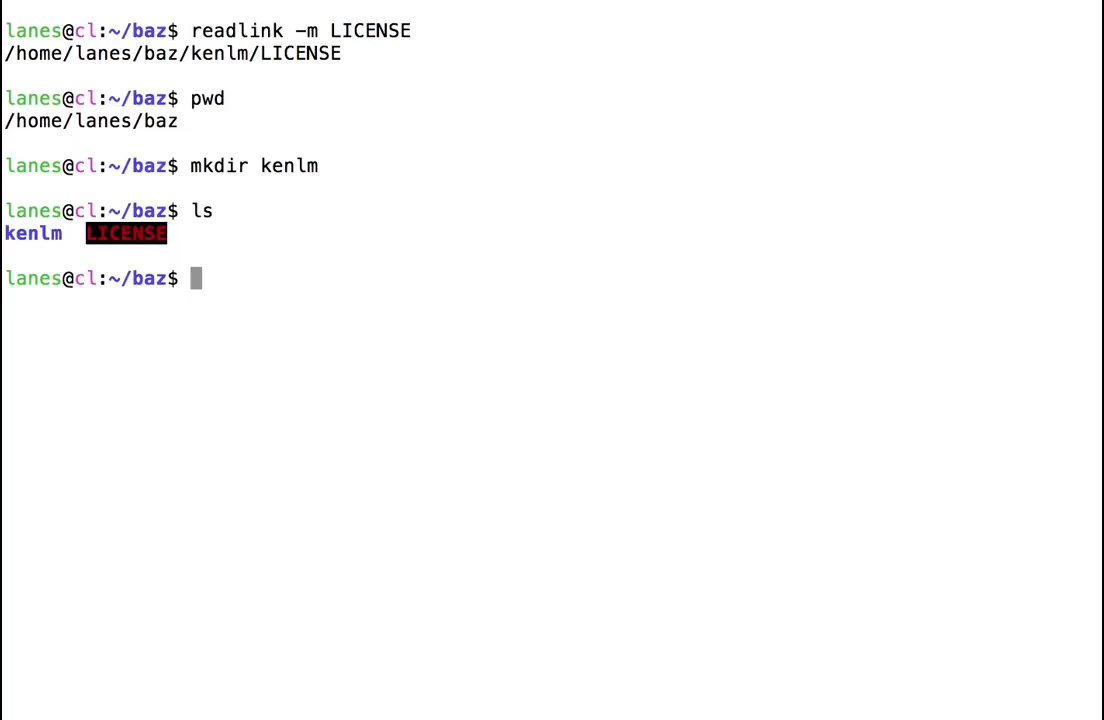 lanes@cl:~/baz$ readlink -m LICENSE
/home/lanes/baz/kenlm/LICENSE
lanes@cl:~/baz$ pwd
/home/lanes/baz
lanes@cl:~/baz$ mkdir kenlm
lanes@cl:~/baz$ ls
kenlm  LICENSE
lanes@cl:~/baz$